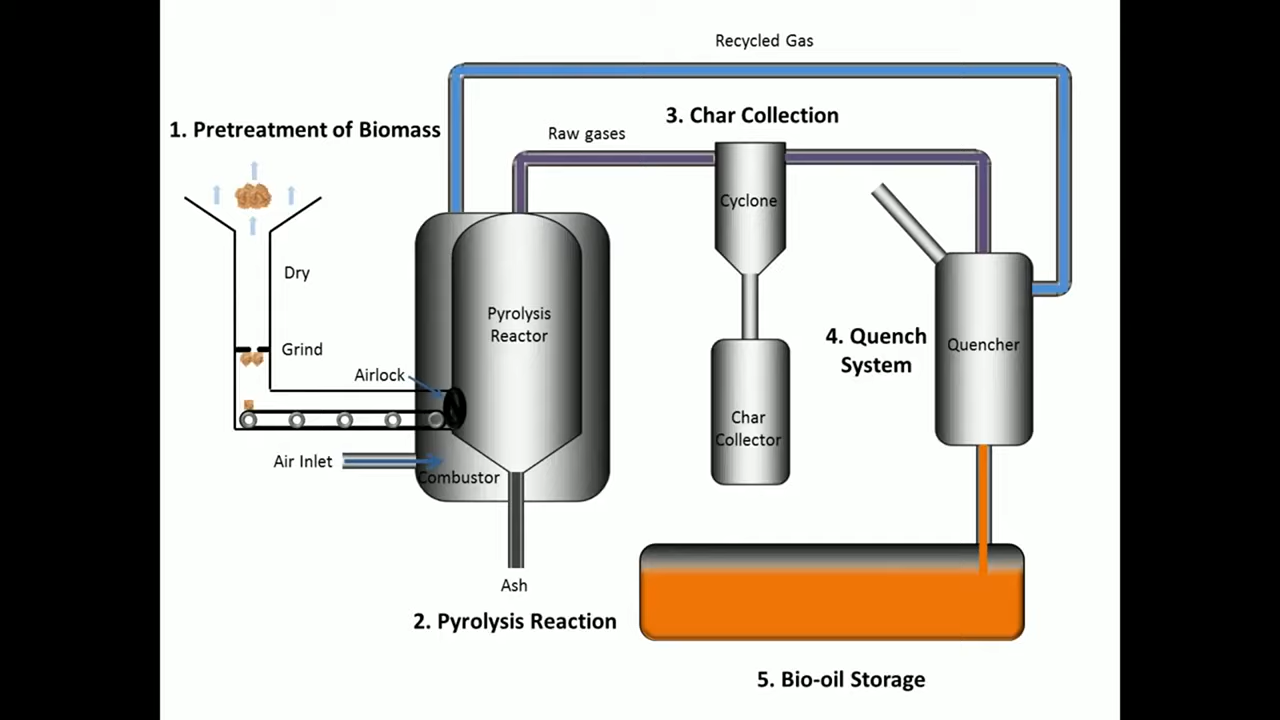 Recycled Gas
1. Pretreatment of Biomass
Raw gases
3. Char Collection
Cyclone
Dry
Grind
Airlock
Air Inlet
Combustor
Pyrolysis
Reactor
Ash
2. Pyrolysis Reaction
Char
Collector
4. Quench
System
Quencher
5. Bio-oil Storage